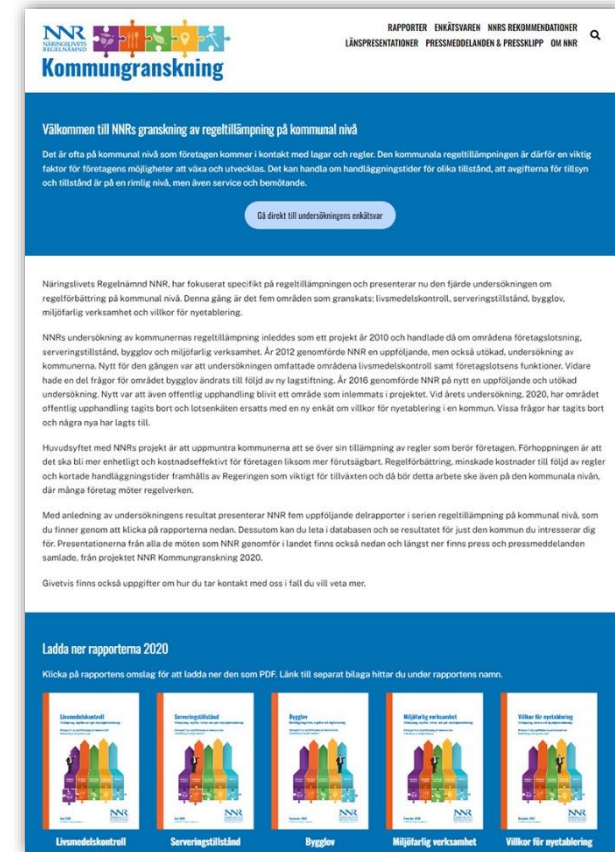 NNR
NÄRINGSLIVETS
REGELNÄMND
Kommungranskning
RAPPORTER ENKÄTSVAREN NNRS REKOMMENDATIONER
LÄNSPRESENTATIONER PRESSMEDDELANDEN & PRESSKLIPP OM NNR
Välkommen till NNRs granskning av regeltillämpning på kommunal nivå
Det är ofta på kommunal nivå som företagen kommer i kontakt med lagar och regler. Den kommunala regeltillämpningen är därför en viktig
faktor för företagens möjligheter att växa och utvecklas. Det kan handla om handläggningstider för olika tillstånd, att avgifterna för tillsyn
och tillstånd är på en rimlig nivå, men även service och bemötande.
Gå direkt till undersökningens enkätsvar
Näringslivets Regelnämnd NNR, har fokuserat specifikt på regeltillämpningen och presenterar nu den fjärde undersökningen om
regelförbättring på kommunal nivå. Denna gång är det fem områden som granskats; livsmedelskontroll, serveringstillstånd, bygglov,
miljöfarlig verksamhet och villkor för nyetablering.
NNRs undersökning av kommunernas regeltillämpning inleddes som ett projekt år 2010 och handlade då om områdena företagslotsning,
serveringstillstånd, bygglov och miljöfarlig verksamhet. År 2012 genomförde NNR en uppföljande, men också utökad, undersökning av
kommunerna. Nytt för den gången var att undersökningen omfattade områdena livsmedelskontroll samt företagslotsens funktioner. Vidare
hade en del frågor för området bygglov ändrats till följd av ny lagstiftning. År 2016 genomförde NNR på nytt en uppföljande och utökad
undersökning. Nytt var att även offentlig upphandling blivit ett område som inlemmats i projektet. Vid årets undersökning, 2020, har området
offentlig upphandling tagits bort och lotsenkäten ersatts med en ny enkät om villkor för nyetablering i en kommun. Vissa frågor har tagits bort
och några nya har lagts till.
Huvudsyftet med NNRs projekt är att uppmuntra kommunerna att se över sin tillämpning av regler som berör företagen. Förhoppningen är att
det ska bli mer enhetligt och kostnadseffektivt för företagen liksom mer förutsägbart. Regelförbättring, minskade kostnader till följd av regler
och kortade handläggningstider framhålls av Regeringen som viktigt för tillväxten och då bör detta arbete ske även på den kommunala nivån,
där många företag möter regelverken.
Med anledning av undersökningens resultat presenterar NNR fem uppföljande delrapporter i serien regeltillämpning på kommunal nivå, som
du finner genom att klicka på rapporterna nedan. Dessutom kan du leta i databasen och se resultatet för just den kommun du intresserar dig
för. Presentationerna från alla de möten som NNR genomför i landet finns också nedan och längst ner finns press och pressmeddelanden
samlade, från projektet NNR Kommungranskning 2020.
Givetvis finns också uppgifter om hur du tar kontakt med oss i fall du vill veta mer.
Ladda ner rapporterna 2020
Klicka på rapportens omslag för att ladda ner den som PDF. Länk till separat bilaga hittar du under rapportens namn.
Livsmedelskontroll Serveringstillstånd Bygglov Miljöfarlig verksamhet Villkor för nyetablering
NNR NNR NNR NNR NNR
Livsmedelskontroll Serveringstillstånd Bygglov Miljöfarlig verksamhet Villkor för nyetablering